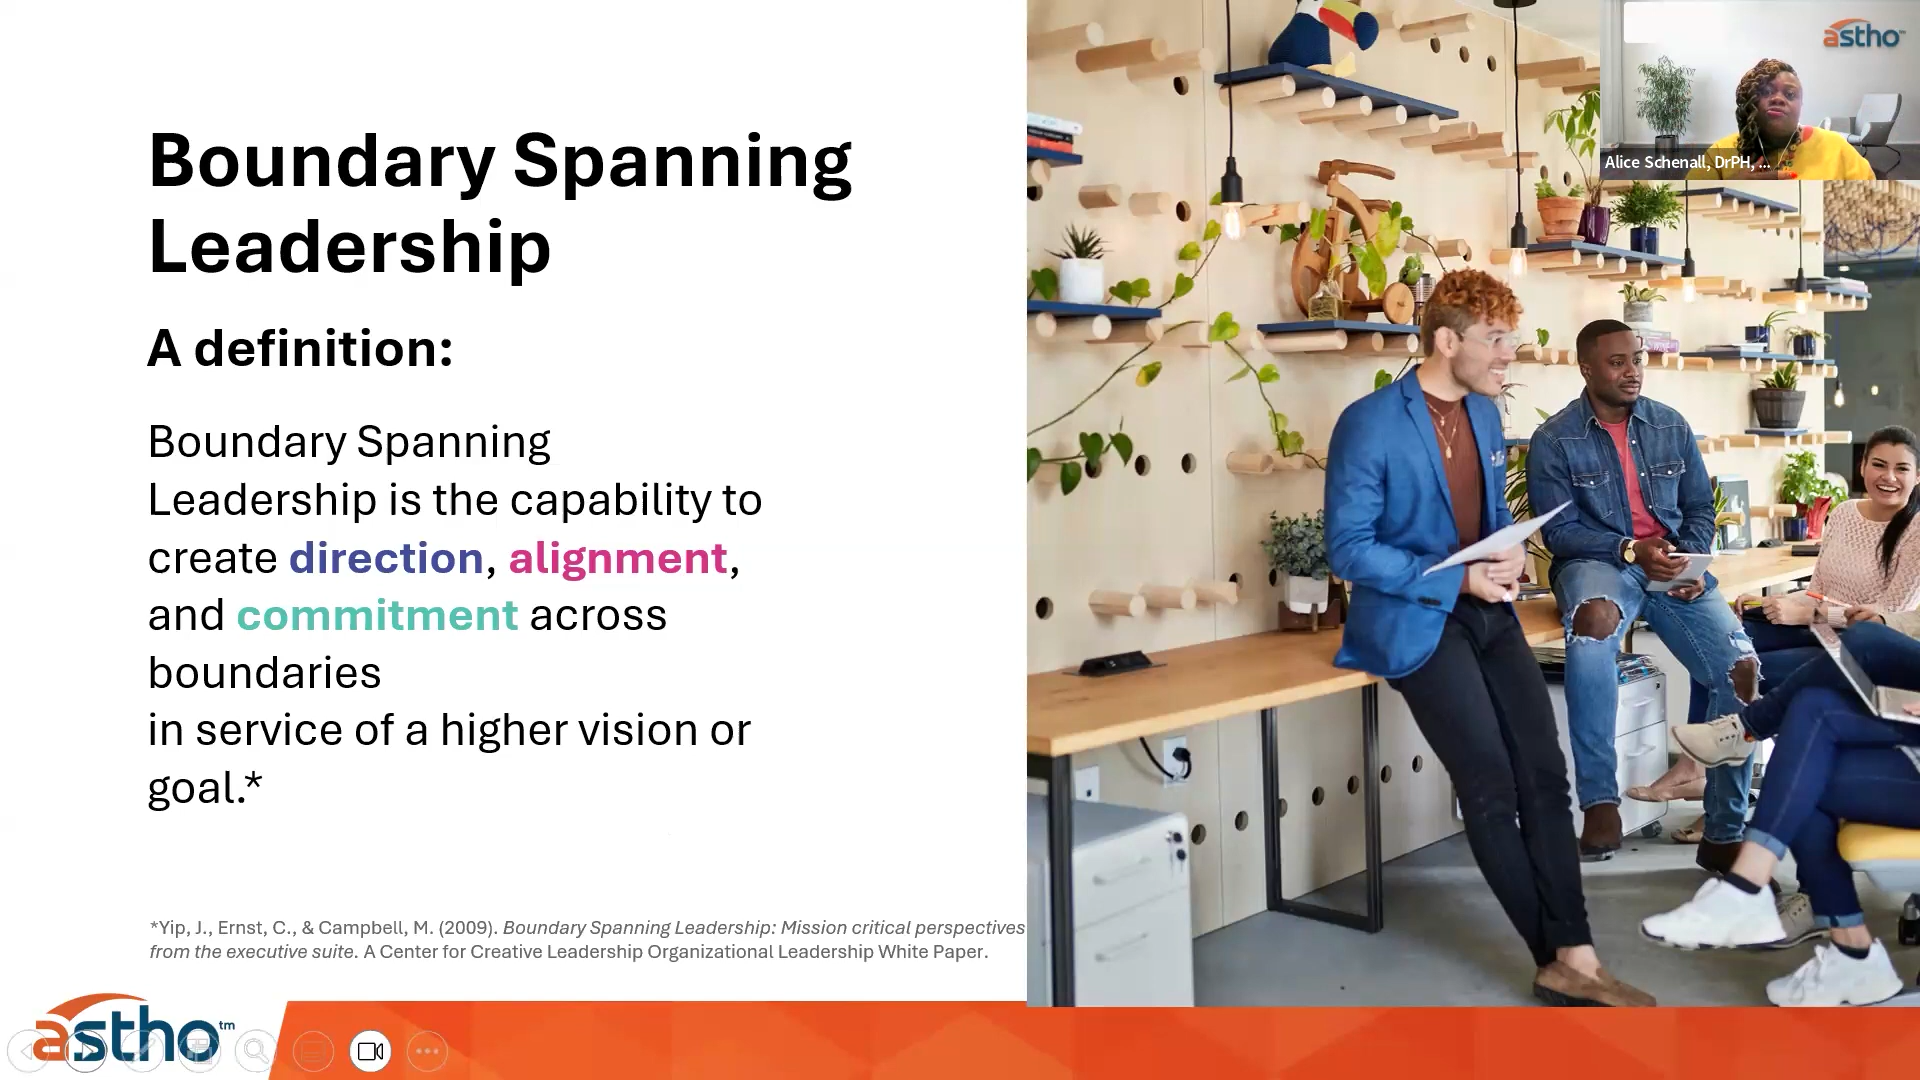 Boundary Spanning
Leadership
A definition:
Boundary Spanning
Leadership is the capability to
create direction, alignment,
and commitment across
boundaries
in service of a higher vision or
goal.*
*Yip, J., Ernst, C., & Campbell, M. (2009). Boundary Spanning Leadership: Mission critical perspectives
from the executive suite. A Center for Creative Leadership Organizational Leadership White Paper.
astho™
astho™
Alice Schenall, DrPH, ...